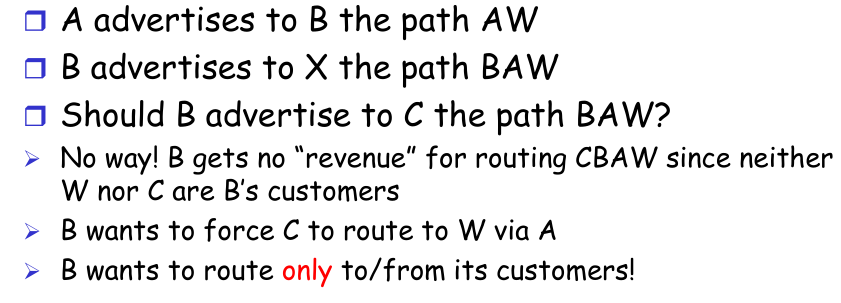 A advertises to B the path AW
B advertises to X the path BAW
Should B advertise to C the path BAW?
No way! B gets no “revenue” for routing CBAW since neither
W nor C are B’s customers
B wants to force C to route to W via A
B wants to route only to/from its customers!